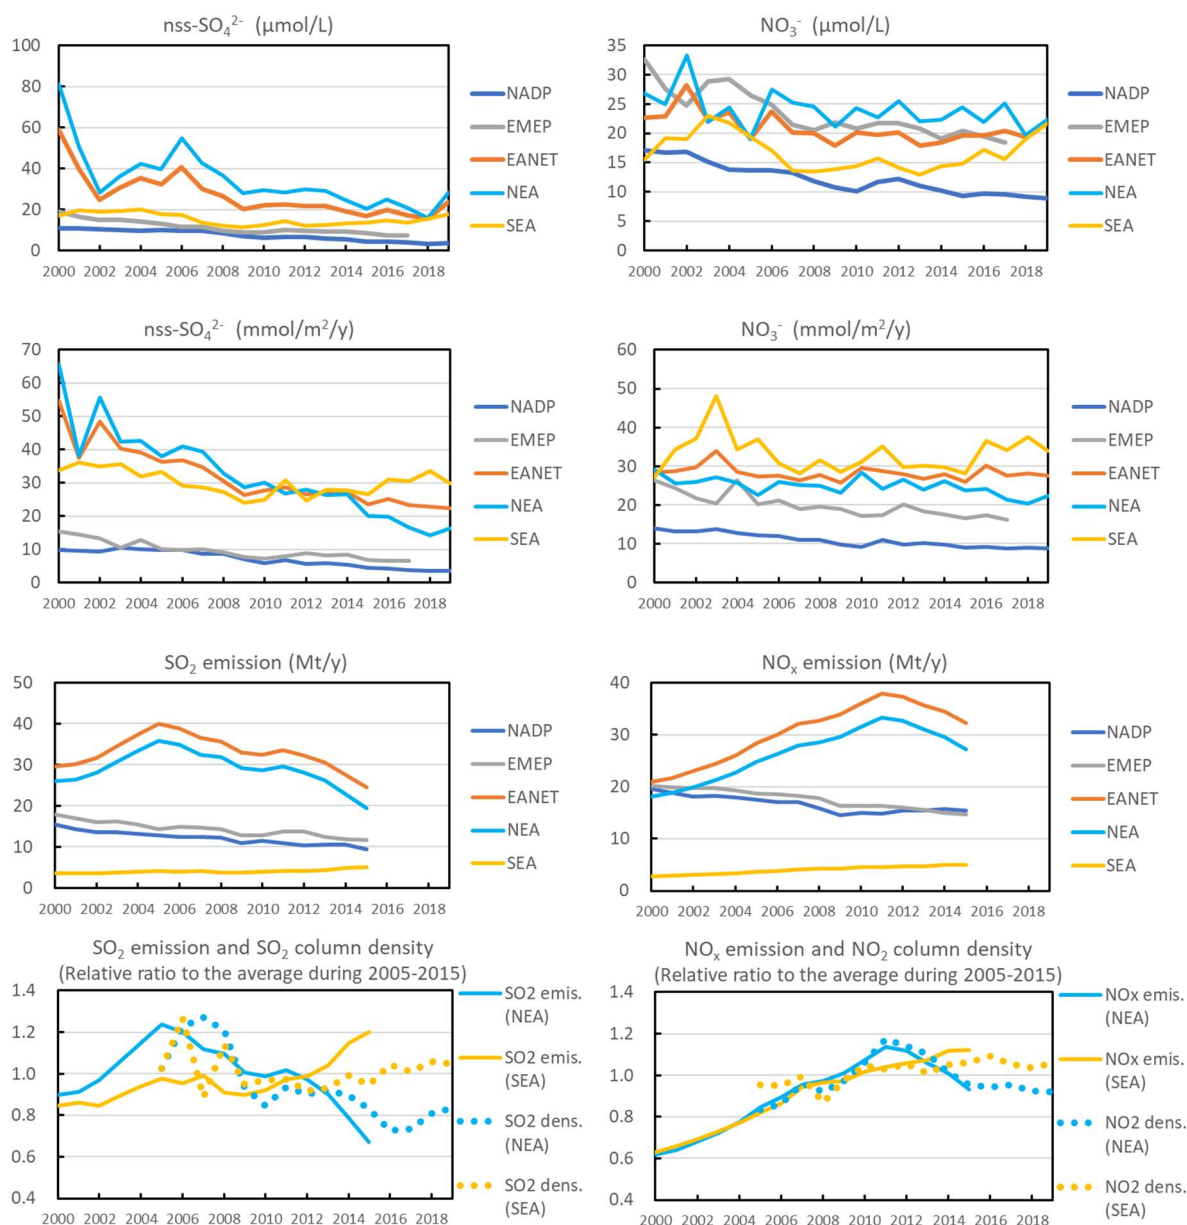 nss-SO₄²⁻ (μmol/L)
100
80
60
40
20
0
2000 2002 2004 2006 2008 2010 2012 2014 2016 2018
NADP
EMEP
EANET
NEA
SEA
NO₃⁻ (μmol/L)
35
30
25
20
15
10
5
0
2000 2002 2004 2006 2008 2010 2012 2014 2016 2018
NADP
EMEP
EANET
NEA
SEA
nss-SO₄²⁻ (mmol/m²/y)
70
60
50
40
30
20
10
0
2000 2002 2004 2006 2008 2010 2012 2014 2016 2018
NADP
EMEP
EANET
NEA
SEA
NO₃⁻ (mmol/m²/y)
60
50
40
30
20
10
0
2000 2002 2004 2006 2008 2010 2012 2014 2016 2018
NADP
EMEP
EANET
NEA
SEA
SO₂ emission (Mt/y)
50
40
30
20
10
0
2000 2002 2004 2006 2008 2010 2012 2014 2016 2018
NADP
EMEP
EANET
NEA
SEA
NOₓ emission (Mt/y)
40
30
20
10
0
2000 2002 2004 2006 2008 2010 2012 2014 2016 2018
NADP
EMEP
EANET
NEA
SEA
SO₂ emission and SO₂ column density
(Relative ratio to the average during 2005-2015)
1.4
1.2
1.0
0.8
0.6
0.4
2000 2002 2004 2006 2008 2010 2012 2014 2016 2018
SO2 emis.
(NEA)
SO2 emis.
(SEA)
SO2 dens.
(NEA)
SO2 dens.
(SEA)
NOₓ emission and NO₂ column density
(Relative ratio to the average during 2005-2015)
1.4
1.2
1.0
0.8
0.6
0.4
2000 2002 2004 2006 2008 2010 2012 2014 2016 2018
NOx emis.
(NEA)
NOx emis.
(SEA)
NO2 dens.
(NEA)
NO2 dens.
(SEA)